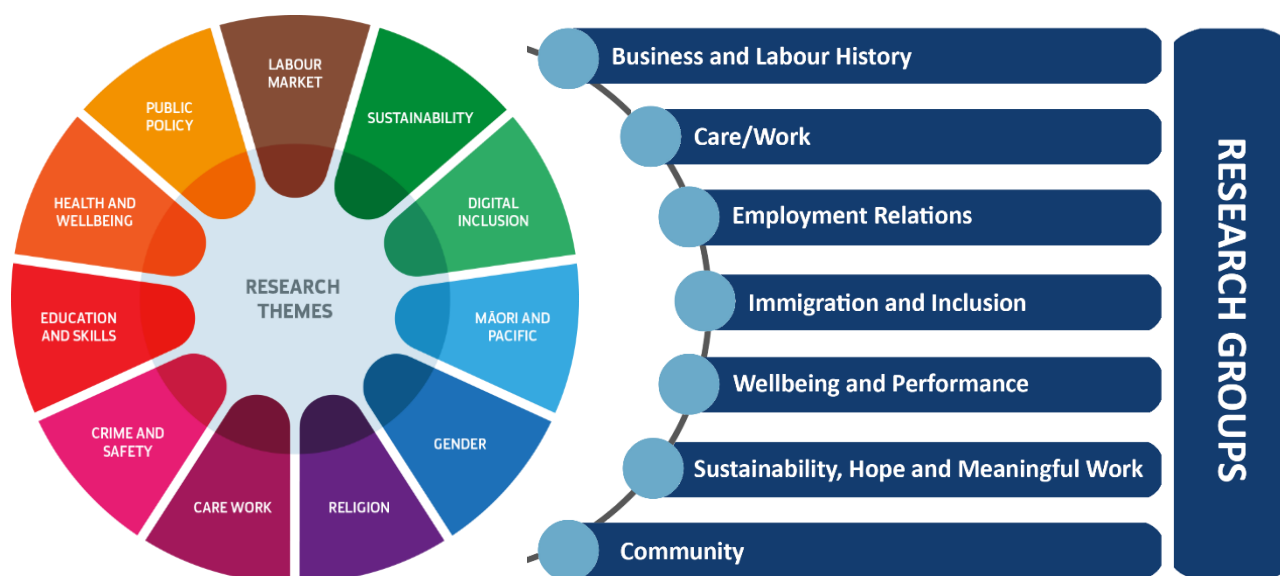 LABOUR
MARKET
SUSTAINABILITY
DIGITAL
INCLUSION
MĀORI AND
PACIFIC
GENDER
RELIGION
CARE WORK
CRIME AND
SAFETY
EDUCATION
AND SKILLS
HEALTH AND
WELLBEING
PUBLIC
POLICY
RESEARCH
THEMES
Business and Labour History
Care/Work
Employment Relations
Immigration and Inclusion
Wellbeing and Performance
Sustainability, Hope and Meaningful Work
Community
RESEARCH GROUPS